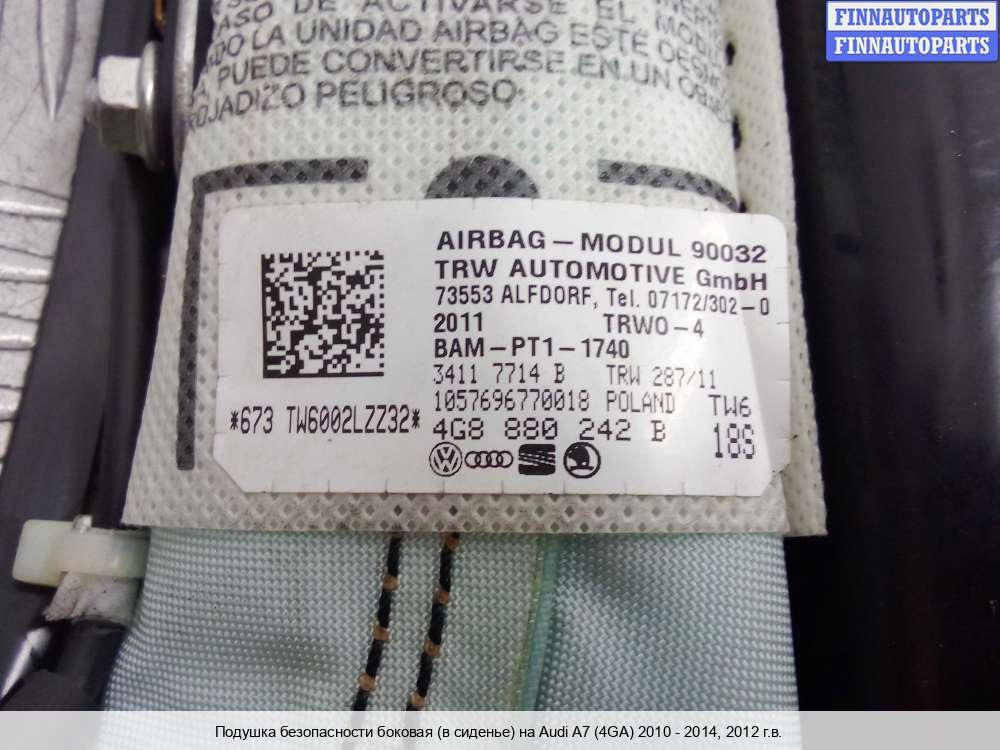 FINNAUTOPARTS
FINNAUTOPARTS
ASO DE ACTIVARSE EL
LA UNIDAD AIRBAG ESTE
PUEDE CONVERTIRSE EN UN
ROJADIZO PELIGROSO
AIRBAG – MODUL 90032
TRW AUTOMOTIVE GmbH
73553 ALFDORF, Tel. 07172/302-0
2011 TRWO-4
BAM-PT1-1740
3411 7714 B TRW 287/11
1057696770018 POLAND TW6
*673 TW6002LZZ32* 4G8 880 242 B 18S
Подушка безопасности боковая (в сиденье) на Audi A7 (4GA) 2010 - 2014, 2012 г.в.